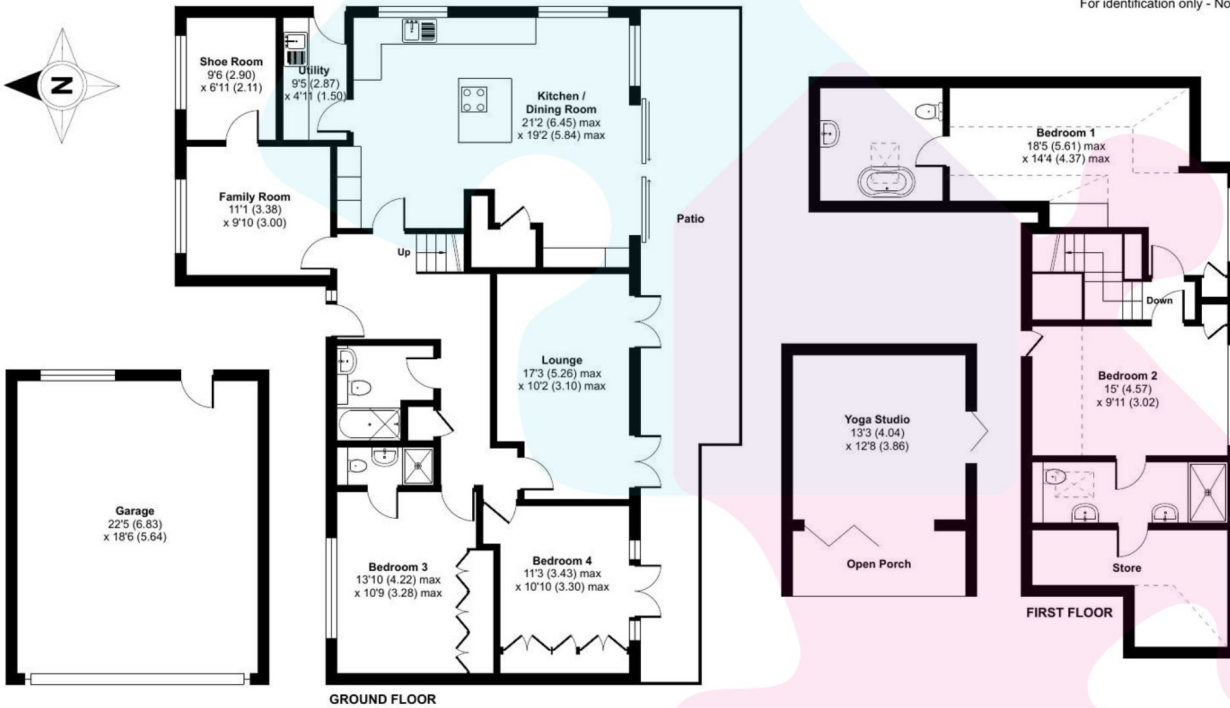 For identification only - No
N
Shoe Room
9'6 (2.90)
x 6'11 (2.11)
Utility
9'5 (2.87)
x 4'11 (1.50)
Kitchen /
Dining Room
21'2 (6.45) max
x 19'2 (5.84) max
Family Room
11'1 (3.38)
x 9'10 (3.00)
Up
Patio
Lounge
17'3 (5.26) max
x 10'2 (3.10) max
Garage
22'5 (6.83)
x 18'6 (5.64)
Bedroom 3
13'10 (4.22) max
x 10'9 (3.28) max
Bedroom 4
11'3 (3.43) max
x 10'10 (3.30) max
GROUND FLOOR
Yoga Studio
13'3 (4.04)
x 12'8 (3.86)
Open Porch
Bedroom 1
18'5 (5.61) max
x 14'4 (4.37) max
Down
Bedroom 2
15' (4.57)
x 9'11 (3.02)
Store
FIRST FLOOR